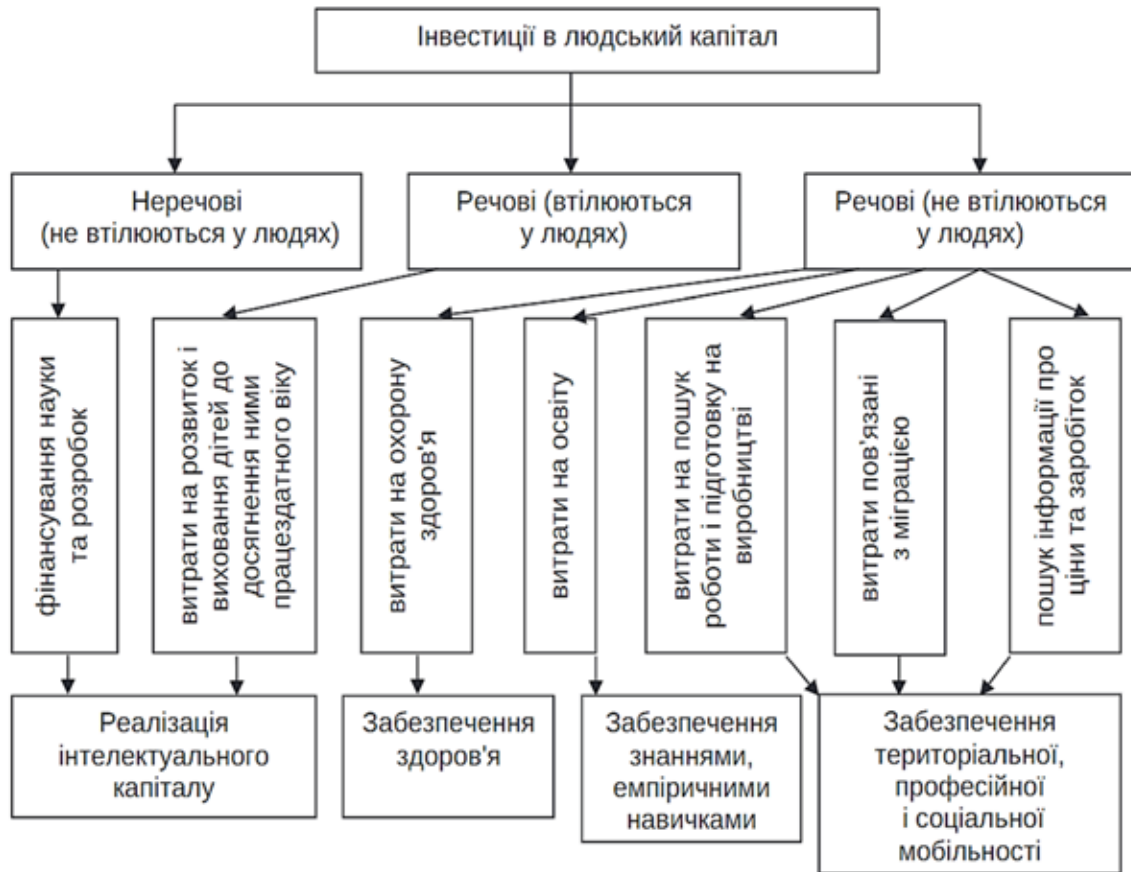 Інвестиції в людський капітал
Неречові
(не втілюються у людях)
Речові (втілюються
у людях)
Речові (не втілюються
у людях)
фінансування науки
та розробок
витрати на розвиток і
виховання дітей до
досягнення ними
працездатного віку
витрати на охорону
здоров'я
витрати на освіту
витрати на пошук
роботи і підготовку на
виробництві
витрати пов'язані
з міграцією
пошук інформації про
ціни та заробіток
Реалізація
інтелектуального
капіталу
Забезпечення
здоров'я
Забезпечення
знаннями,
емпіричними
навичками
Забезпечення
територіальної,
професійної
і соціальної
мобільності